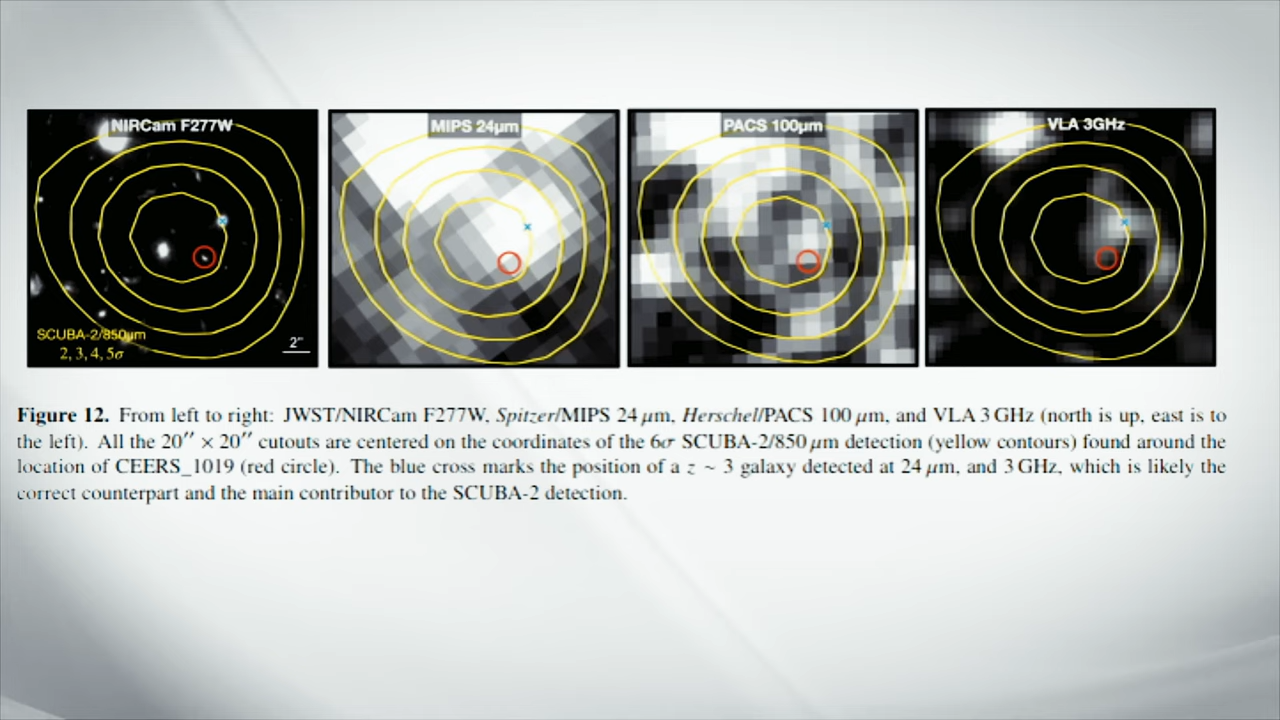 NIRCam F277W
MIPS 24μm
PACS 100μm
VLA 3GHz
SCUBA-2/850μm
2, 3, 4, 5σ
2"
Figure 12. From left to right: JWST/NIRCam F277W, Spitzer/MIPS 24 μm, Herschel/PACS 100 μm, and VLA 3 GHz (north is up, east is to
the left). All the 20″ × 20″ cutouts are centered on the coordinates of the 6σ SCUBA-2/850 μm detection (yellow contours) found around the
location of CEERS_1019 (red circle). The blue cross marks the position of a z ~ 3 galaxy detected at 24 μm, and 3 GHz, which is likely the
correct counterpart and the main contributor to the SCUBA-2 detection.